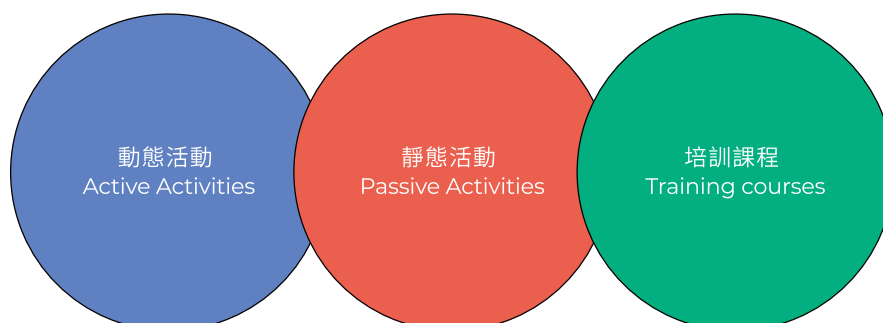 動態活動
Active Activities
靜態活動
Passive Activities
培訓課程
Training courses